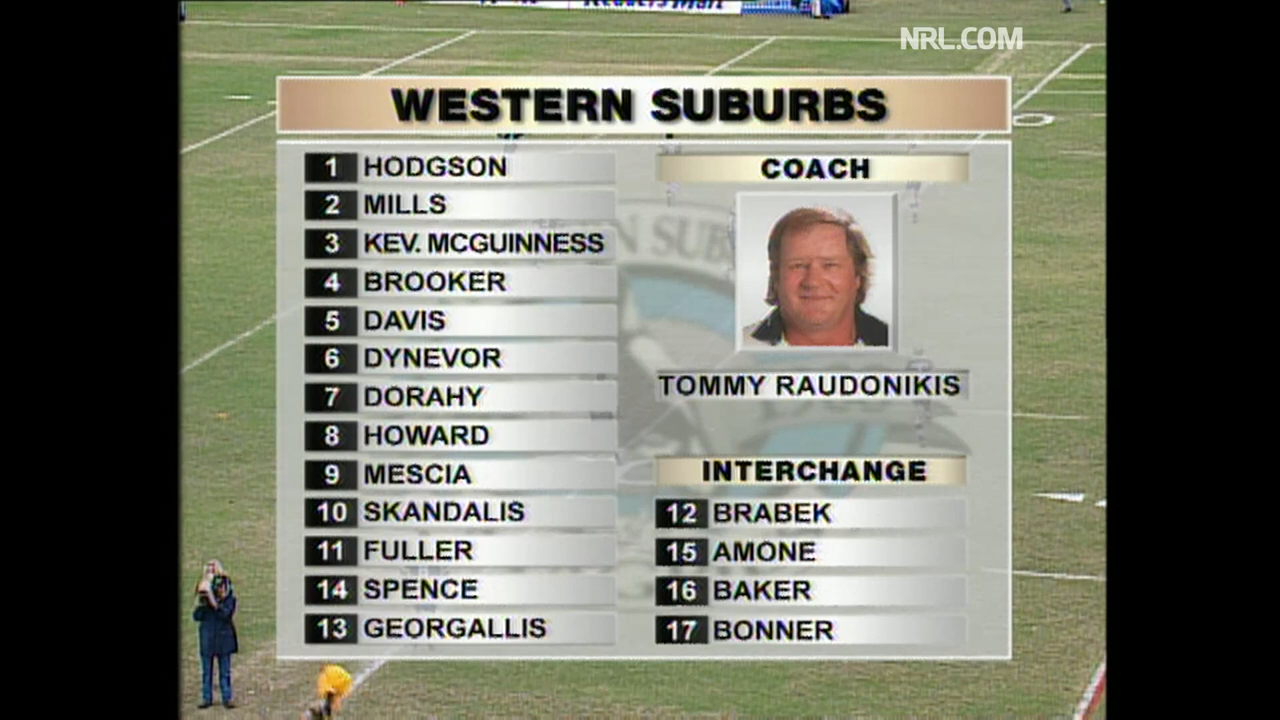 NRL.COM
WESTERN SUBURBS
1 HODGSON
2 MILLS
3 KEV. MCGUINNESS
4 BROOKER
5 DAVIS
6 DYNEVOR
7 DORAHY
8 HOWARD
9 MESCIA
10 SKANDALIS
11 FULLER
14 SPENCE
13 GEORGALLIS
COACH
TOMMY RAUDONIKIS
INTERCHANGE
12 BRABEK
15 AMONE
16 BAKER
17 BONNER